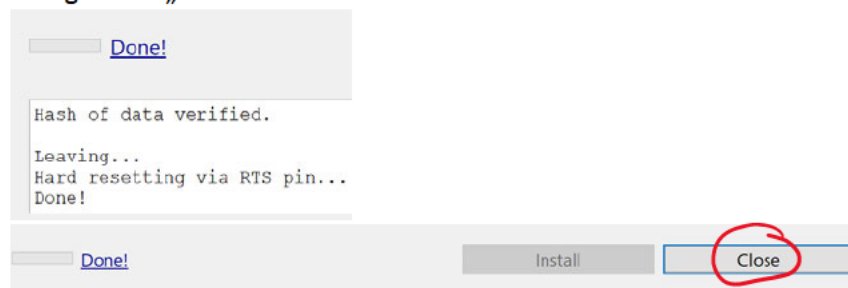 Done!
Hash of data verified.
Leaving...
Hard resetting via RTS pin...
Done!
Done! Install Close